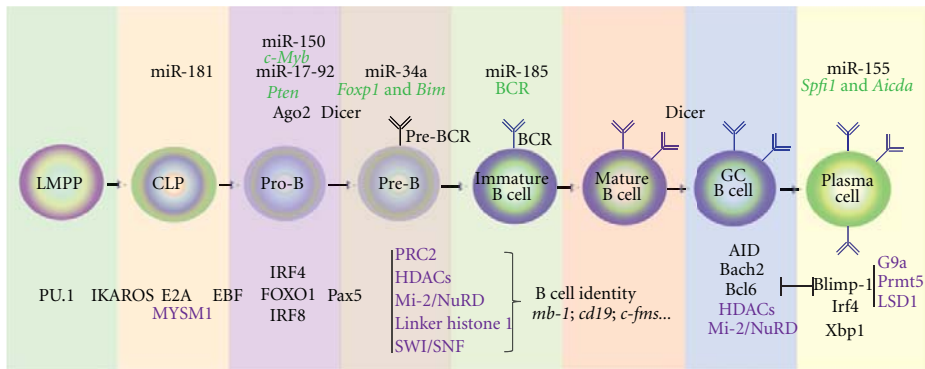 miR-150
c-Myb
miR-181
miR-17-92
miR-34a
miR-185
miR-155
Pten
Foxp1 and Bim
BCR
Spfi1 and Aicda
Ago2 Dicer
Dicer
Pre-BCR
BCR
LMPP
CLP
Pro-B
Pre-B
Immature
B cell
Mature
B cell
GC
B cell
Plasma
cell
PU.1
IKAROS
E2A
MYSM1
EBF
IRF4
FOXO1
IRF8
Pax5
PRC2
HDACs
Mi-2/NuRD
Linker histone 1
SWI/SNF
B cell identity
mb-1; cd19; c-fms...
AID
Bach2
Bcl6
HDACs
Mi-2/NuRD
Blimp-1
Irf4
Xbp1
G9a
Prmt5
LSD1